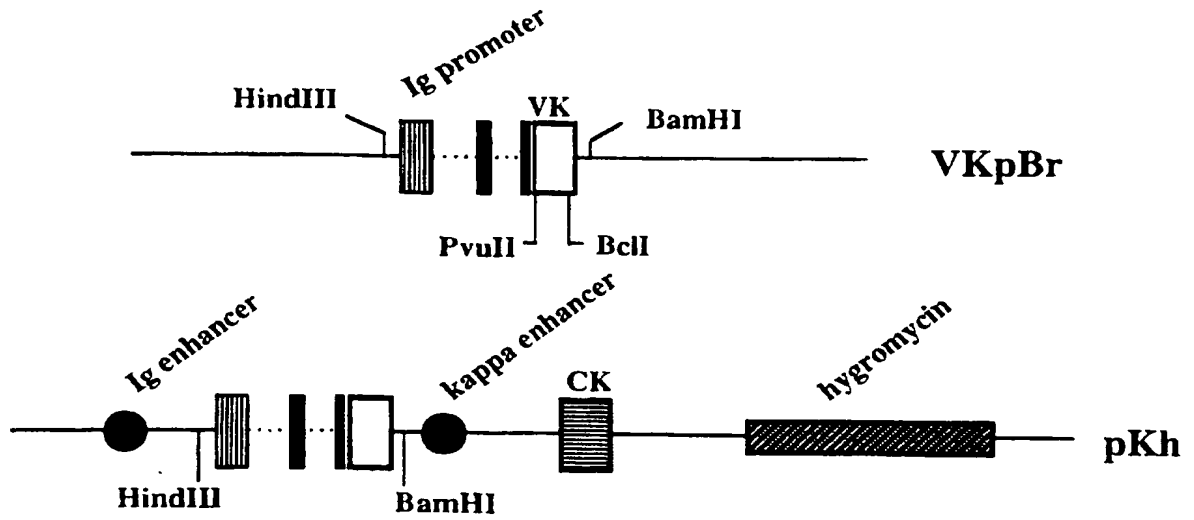 Ig promoter
HindIII
VK
BamHI
VKpBr
PvuII
BclI
Ig enhancer
kappa enhancer
CK
hygromycin
pKh
HindIII
BamHI